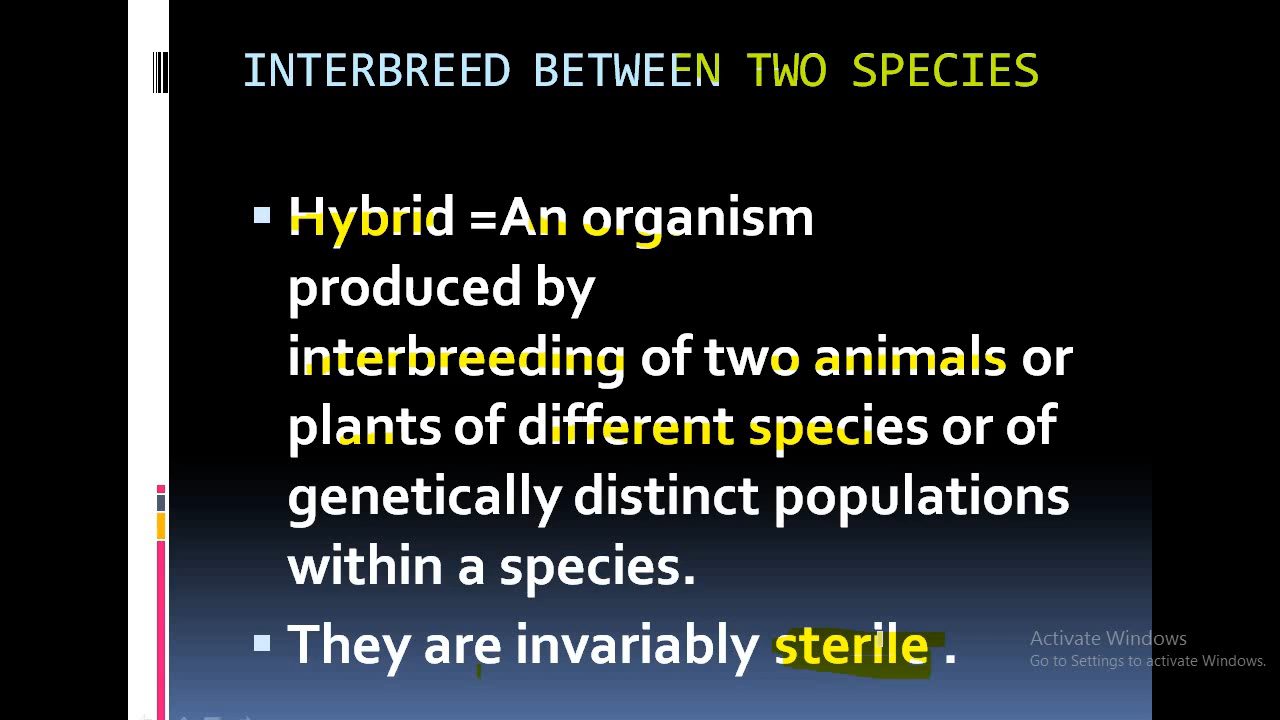 INTERBREED BETWEEN TWO SPECIES
Hybrid =An organism
produced by
interbreeding of two animals or
plants of different species or of
genetically distinct populations
within a species.
They are invariably sterile .
Activate Windows
Go to Settings to activate Windows.